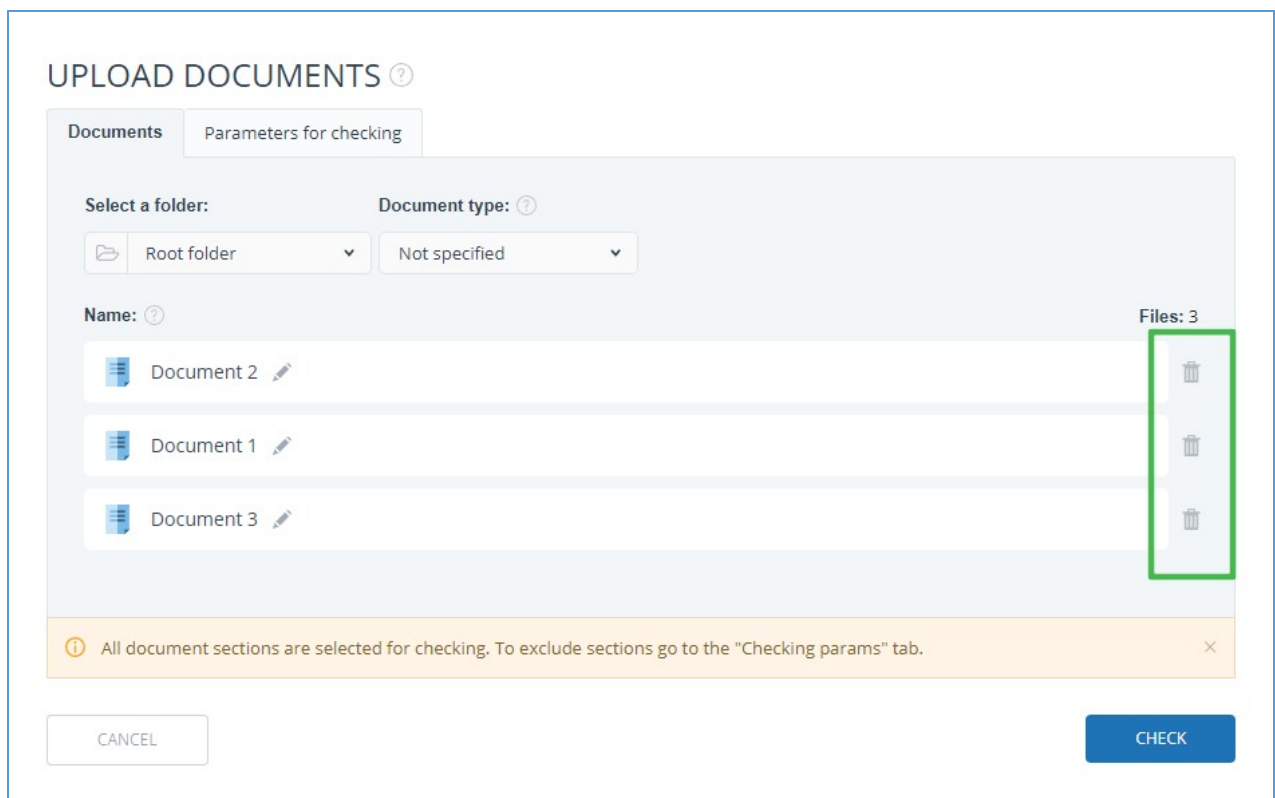 UPLOAD DOCUMENTS ?
Documents Parameters for checking
Select a folder: Document type: ?
Root folder Not specified
Name: ? Files: 3
Document 2
Document 1
Document 3
All document sections are selected for checking. To exclude sections go to the "Checking params" tab.
CANCEL CHECK